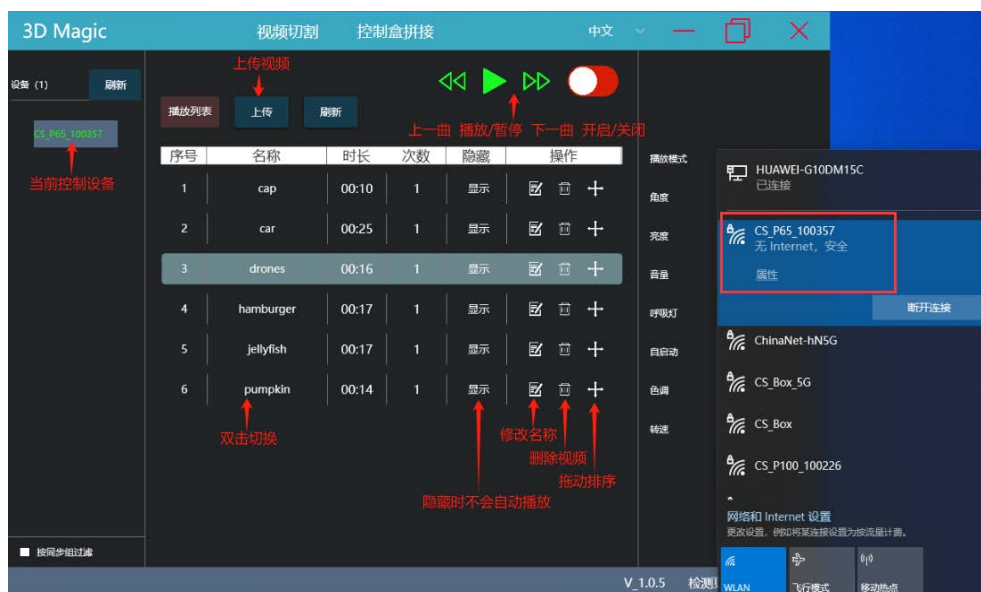 3D Magic 视频切割 控制盒拼接 中文
设备 (1) 刷新
CS_P65_100357
当前控制设备
上传视频
播放列表 上传 刷新
上一曲 播放/暂停 下一曲 开启/关闭
序号 名称 时长 次数 隐藏 操作
1 cap 00:10 1 显示
2 car 00:25 1 显示
3 drones 00:16 1 显示
4 hamburger 00:17 1 显示
5 jellyfish 00:17 1 显示
6 pumpkin 00:14 1 显示
双击切换
修改名称
删除视频
拖动排序
隐藏时不会自动播放
播放模式
角度
亮度
音量
呼吸灯
自启动
色调
转速
按同步组过滤
V_1.0.5 检测
HUAWEI-G10DM15C
已连接
CS_P65_100357
无 Internet，安全
属性
断开连接
ChinaNet-hN5G
CS_Box_5G
CS_Box
CS_P100_100226
网络和 Internet 设置
更改设置，例如将某连接设置为按流量计费。
WLAN 飞行模式 移动热点